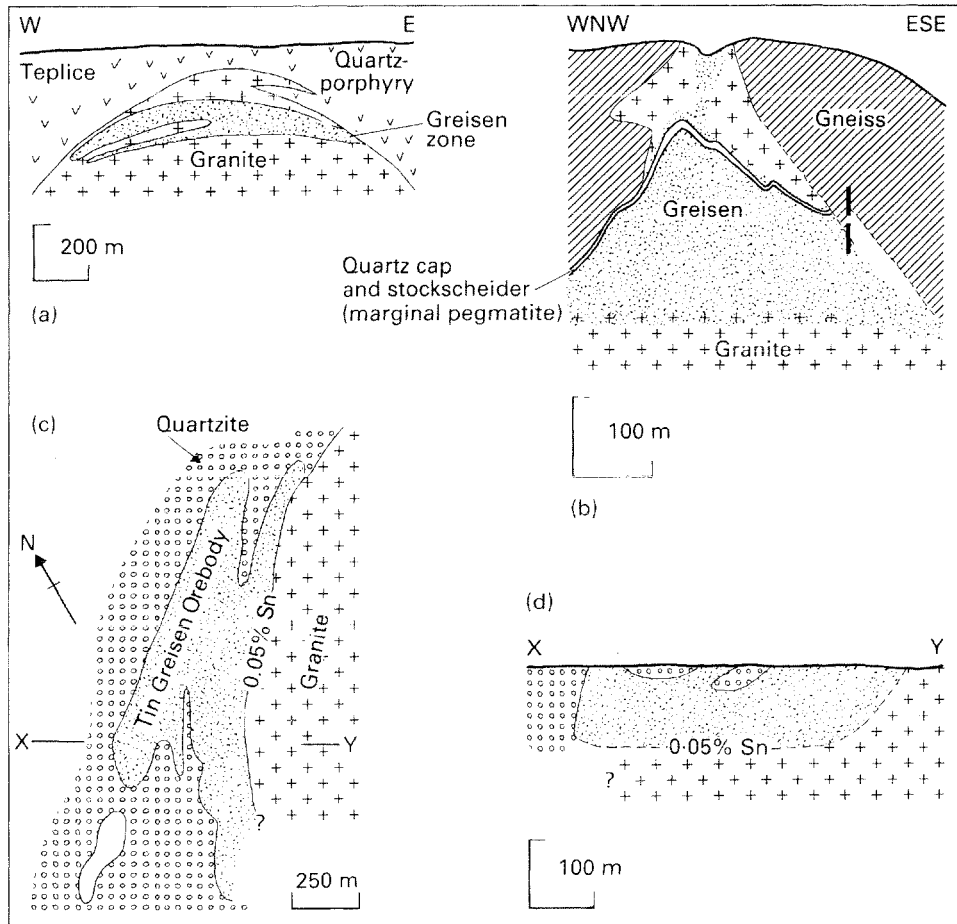 W
E
Teplice
Quartz-
porphyry
Greisen
zone
Granite
200 m
(a)
WNW
ESE
Gneiss
Greisen
Quartz cap
and stockscheider
(marginal pegmatite)
Granite
100 m
(b)
(c)
Quartzite
N
Tin Greisen Orebody
0.05% Sn
Granite
X
Y
?
250 m
(d)
X
Y
0·05% Sn
?
100 m